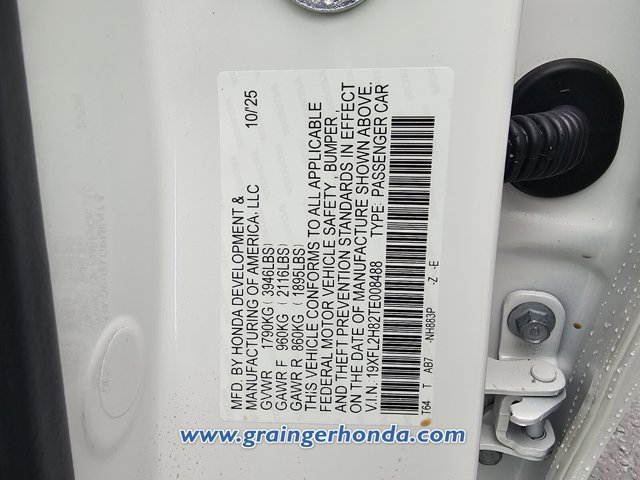 MFD. BY HONDA DEVELOPMENT & 10/25
MANUFACTURING OF AMERICA, LLC
GVWR 1790KG (3946LBS)
GAWR F 960KG (2116LBS)
GAWR R 860KG (1895LBS)
THIS VEHICLE CONFORMS TO ALL APPLICABLE
FEDERAL MOTOR VEHICLE SAFETY, BUMPER,
AND THEFT PREVENTION STANDARDS IN EFFECT
ON THE DATE OF MANUFACTURE SHOWN ABOVE.
V.I.N. 19XFL2H82TE008488 TYPE: PASSENGER CAR
T64 T AB7 -NH883P -Z -E
www.graingerhonda.com